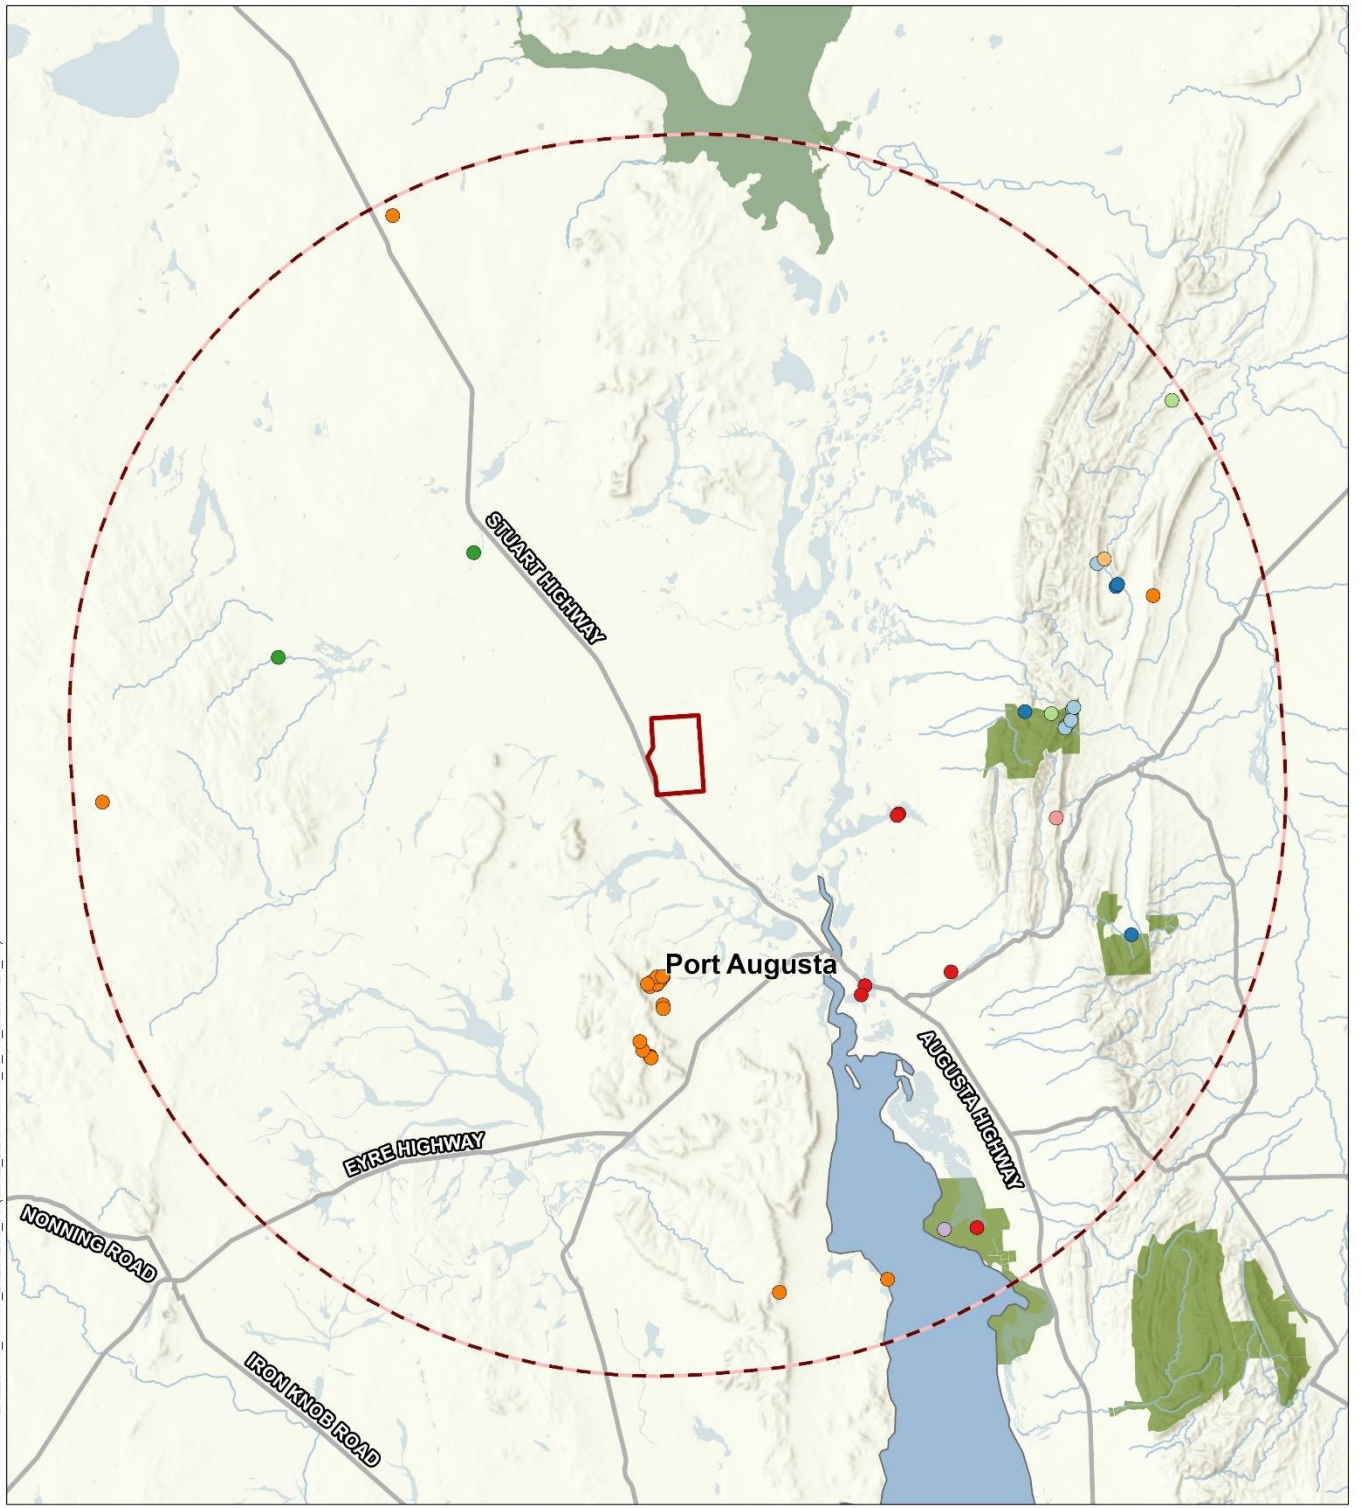 STUART HIGHWAY
Port Augusta
AUGUSTA HIGHWAY
EYRE HIGHWAY
NONNING ROAD
IRON KNOB ROAD